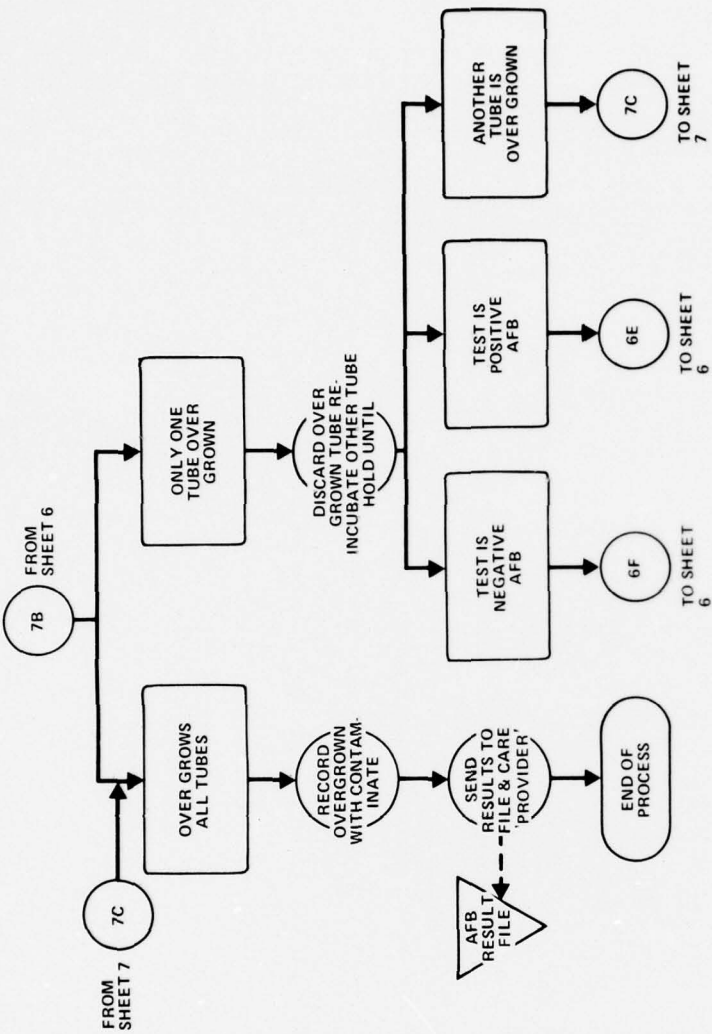 7B
FROM
SHEET 6
FROM
SHEET 7
7C
OVER GROWS
ALL TUBES
RECORD
OVERGROWN
WITH CONTAM-
INATE
SEND
RESULTS TO
FILE & CARE
'PROVIDER'
AFB
RESULT
FILE
END OF
PROCESS
ONLY ONE
TUBE OVER
GROWN
DISCARD OVER
GROWN TUBE RE-
INCUBATE OTHER TUBE
HOLD UNTIL
TEST IS
NEGATIVE
AFB
6F
TO SHEET
6
TEST IS
POSITIVE
AFB
6E
TO SHEET
6
ANOTHER
TUBE IS
OVER GROWN
7C
TO SHEET
7